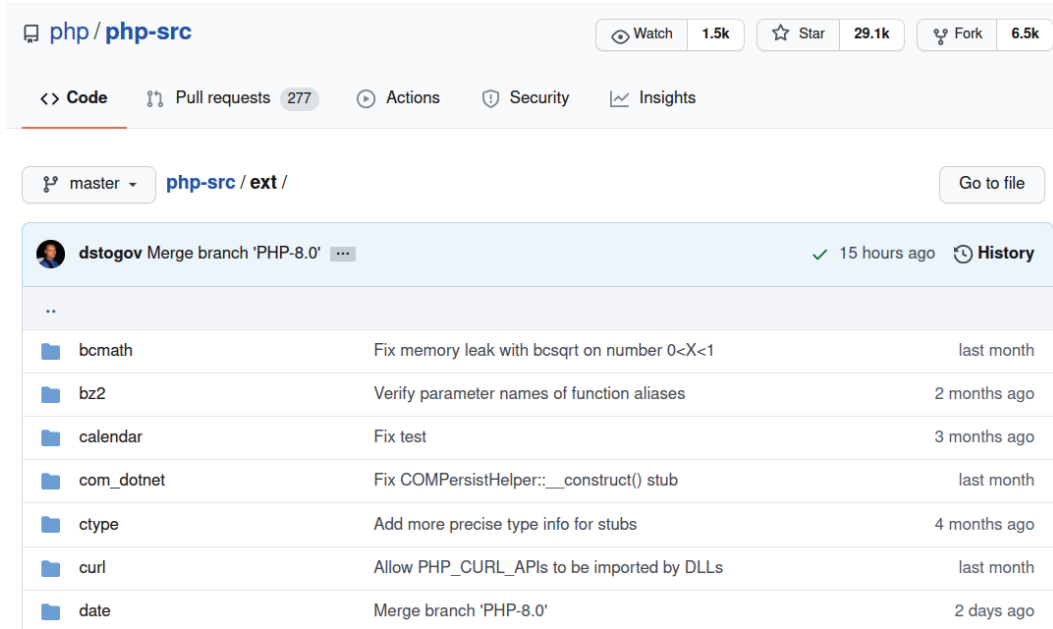 php / php-src
Watch 1.5k Star 29.1k Fork 6.5k
<> Code Pull requests 277 Actions Security Insights
master php-src / ext / Go to file
dstogov Merge branch 'PHP-8.0' ... 15 hours ago History
..
bcmath Fix memory leak with bcsqrt on number 0<X<1 last month
bz2 Verify parameter names of function aliases 2 months ago
calendar Fix test 3 months ago
com_dotnet Fix COMPersistHelper::__construct() stub last month
ctype Add more precise type info for stubs 4 months ago
curl Allow PHP_CURL_APIs to be imported by DLLs last month
date Merge branch 'PHP-8.0' 2 days ago